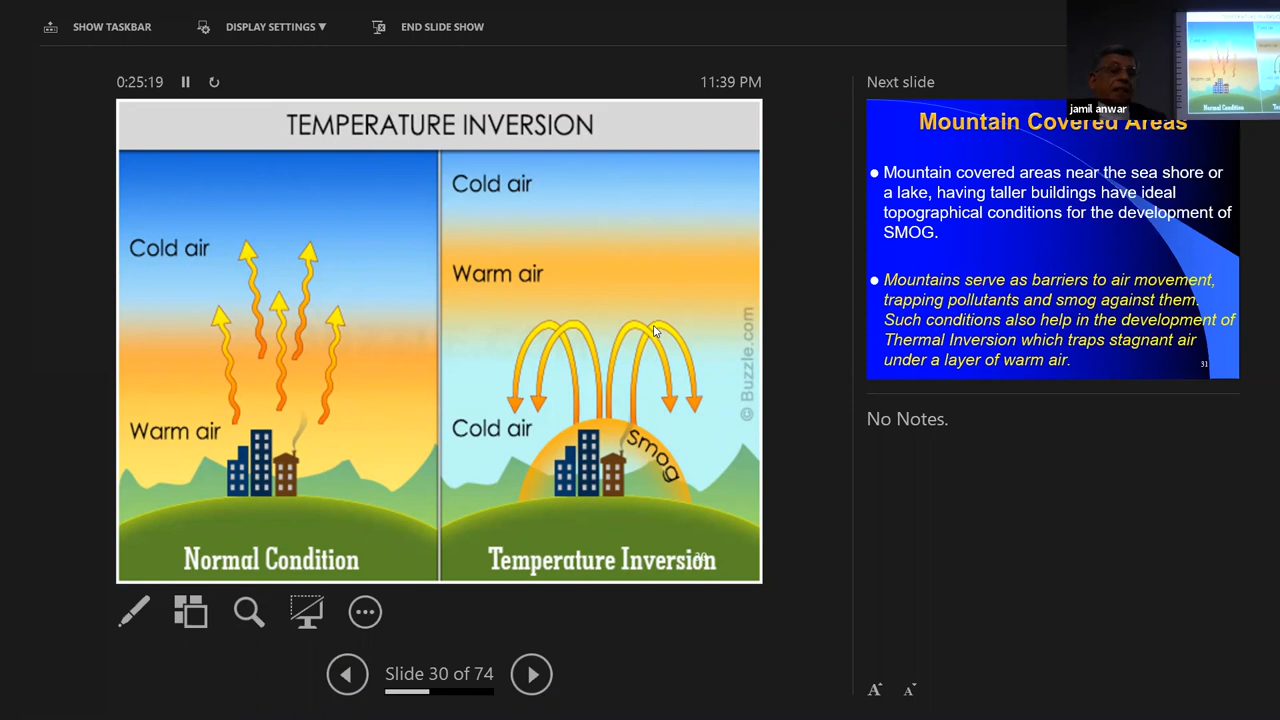 SHOW TASKBAR
DISPLAY SETTINGS ▼
END SLIDE SHOW
0:25:19
11:39 PM
TEMPERATURE INVERSION
Cold air
Warm air
Normal Condition
Cold air
Warm air
Cold air
smog
Temperature Inversion
30
© Buzzle.com
Slide 30 of 74
Next slide
jamil anwar
Mountain Covered Areas
● Mountain covered areas near the sea shore or
a lake, having taller buildings have ideal
topographical conditions for the development of
SMOG.
● Mountains serve as barriers to air movement,
trapping pollutants and smog against them.
Such conditions also help in the development of
Thermal Inversion which traps stagnant air
under a layer of warm air.
31
No Notes.
A A
Normal Condition